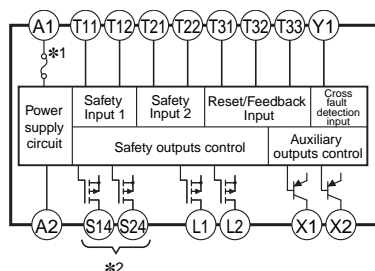 A1 T11 T12 T21 T22 T31 T32 T33 Y1
*1
Power
supply
circuit
Safety
Input 1
Safety
Input 2
Reset/Feedback
Input
Cross
fault
detection
input
Safety outputs control
Auxiliary
outputs control
A2 S14 S24 L1 L2 X1 X2
*2